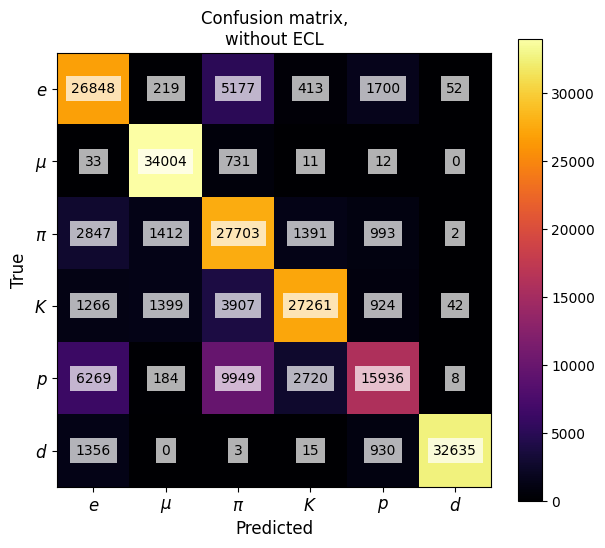 Confusion matrix,
without ECL
True
e 26848 219 5177 413 1700 52
μ 33 34004 731 11 12 0
π 2847 1412 27703 1391 993 2
K 1266 1399 3907 27261 924 42
p 6269 184 9949 2720 15936 8
d 1356 0 3 15 930 32635
e μ π K p d
Predicted
30000
25000
20000
15000
10000
5000
0